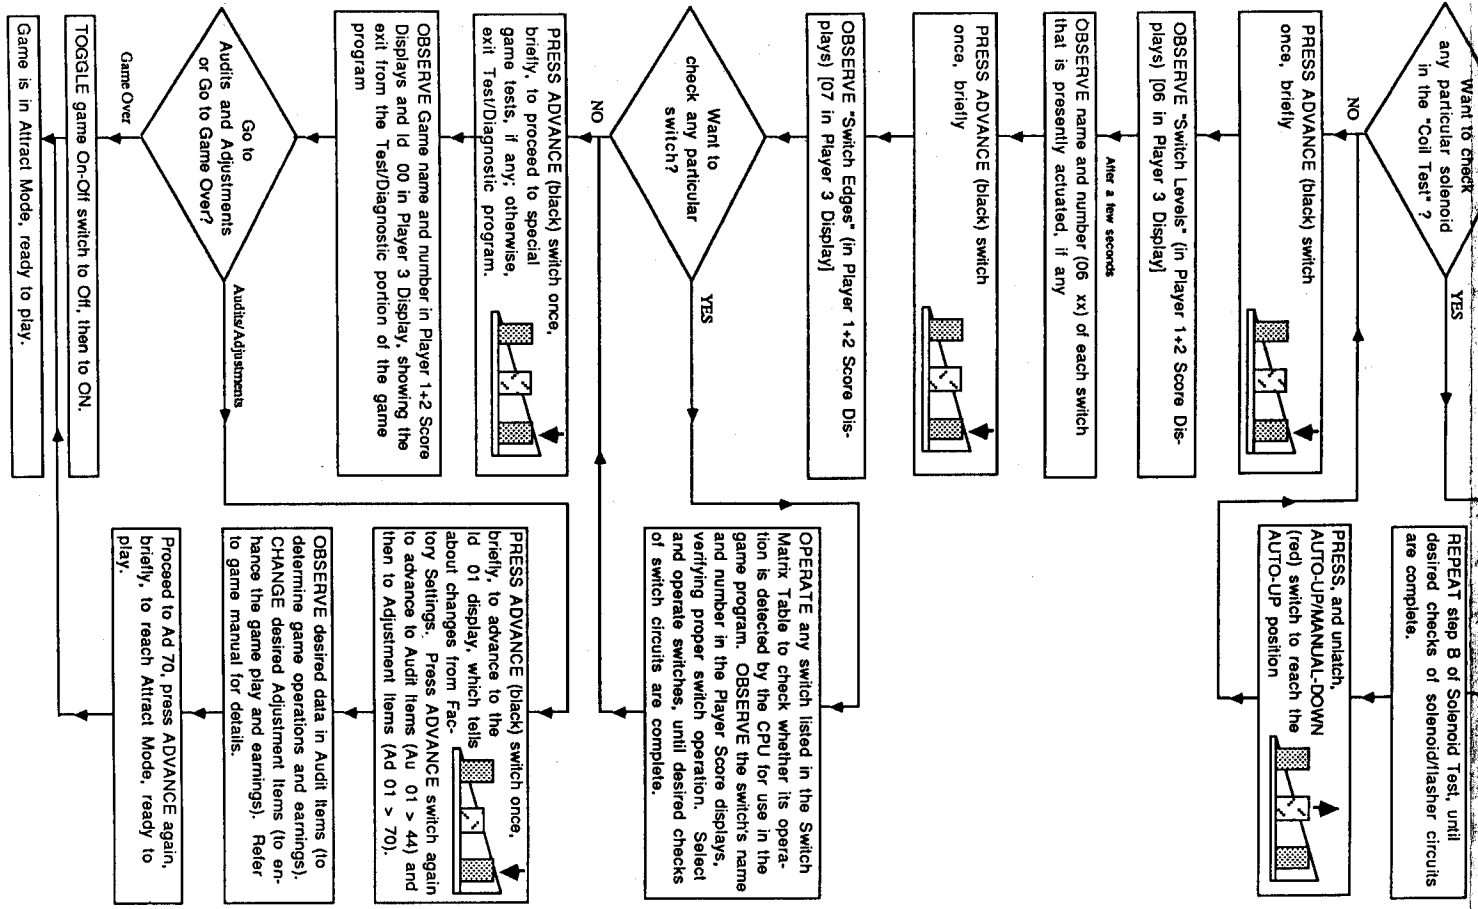 Want to check
any particular solenoid
in the "Coil Test" ?
YES
NO
REPEAT step B of Solenoid Test, until
desired checks of solenoid/flasher circuits
are complete.
PRESS, and unlatch,
AUTO-UP/MANUAL-DOWN
(red) switch to reach the
AUTO-UP position
PRESS ADVANCE (black) switch
once, briefly
OBSERVE "Switch Levels" (in Player 1+2 Score Dis-
plays) [06 in Player 3 Display]
After a few seconds
OBSERVE name and number (06 xx) of each switch
that is presently actuated, if any
PRESS ADVANCE (black) switch
once, briefly
OBSERVE "Switch Edges" (in Player 1+2 Score Dis-
plays) [07 in Player 3 Display]
Want to
check any particular
switch?
YES
NO
OPERATE any switch listed in the Switch
Matrix Table to check whether its opera-
tion is detected by the CPU for use in the
game program. OBSERVE the switch's name
and number in the Player Score displays,
verifying proper switch operation. Select
and operate switches, until desired checks
of switch circuits are complete.
PRESS ADVANCE (black) switch once,
briefly, to proceed to special
game tests, if any; otherwise,
exit Test/Diagnostic program.
OBSERVE Game name and number in Player 1+2 Score
Displays and Id 00 in Player 3 Display, showing the
exit from the Test/Diagnostic portion of the game
program
Go to
Audits and Adjustments
or Go to Game Over?
Audits/Adjustments
Game Over
PRESS ADVANCE (black) switch once,
briefly, to advance to the
Id 01 display, which tells
about changes from Fac-
tory Settings. Press ADVANCE switch again
to advance to Audit Items (Au 01 > 44) and
then to Adjustment Items (Ad 01 > 70).
OBSERVE desired data in Audit Items (to
determine game operations and earnings).
CHANGE desired Adjustment Items (to en-
hance the game play and earnings). Refer
to game manual for details.
Proceed to Ad 70, press ADVANCE again,
briefly, to reach Attract Mode, ready to
play.
TOGGLE game On-Off switch to Off, then to ON.
Game is in Attract Mode, ready to play.